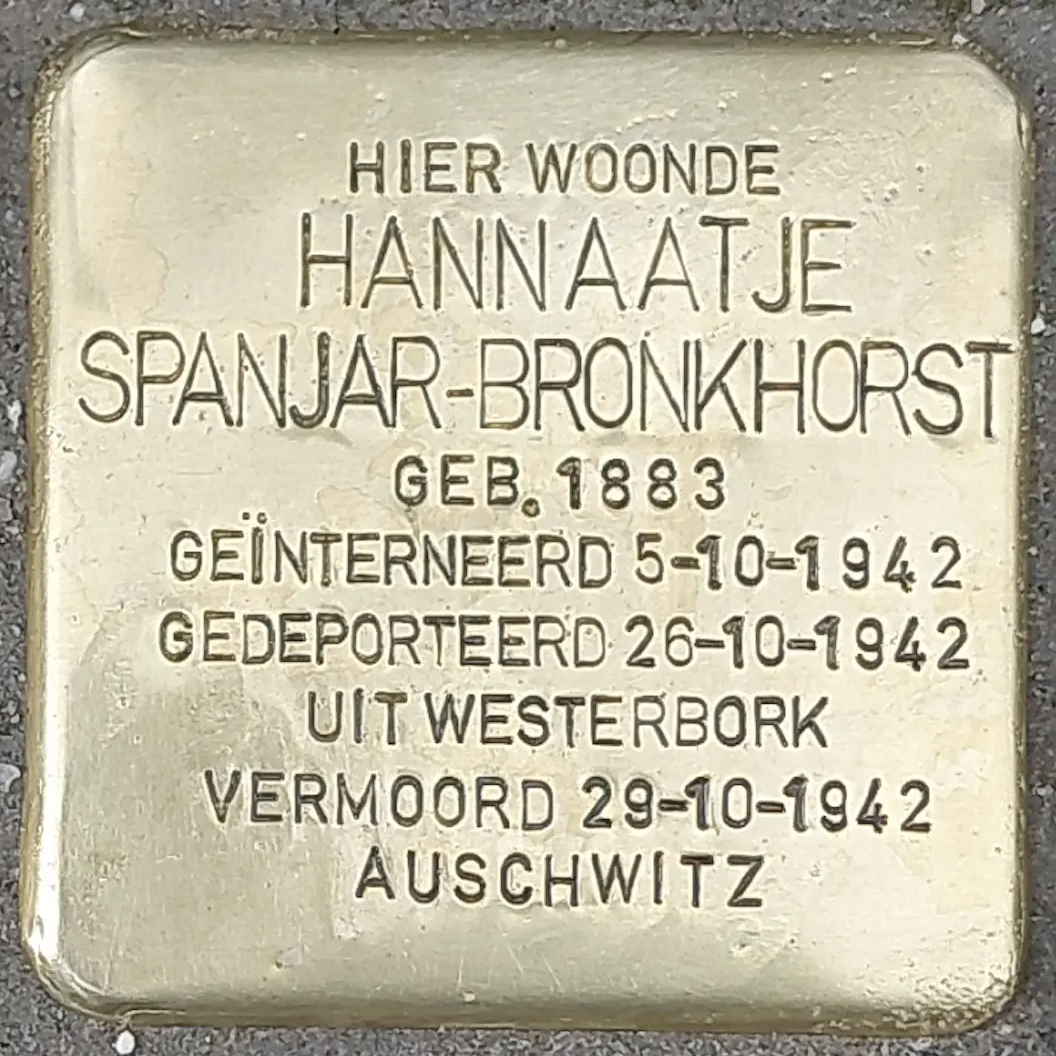 HIER WOONDE
HANNAATJE
SPANJAR-BRONKHORST
GEB. 1883
GEÏNTERNEERD 5-10-1942
GEDEPORTEERD 26-10-1942
UIT WESTERBORK
VERMOORD 29-10-1942
AUSCHWITZ